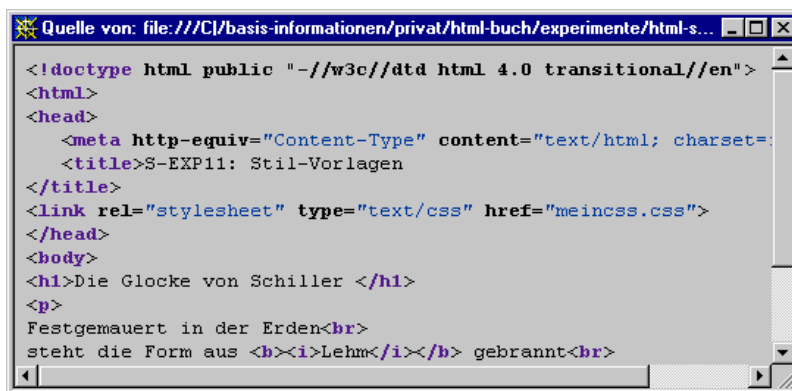 Quelle von: file:///C|/basis-informationen/privat/html-buch/experimente/html-s...
<!doctype html public "-//w3c//dtd html 4.0 transitional//en">
<html>
<head>
<meta http-equiv="Content-Type" content="text/html; charset=
<title>S-EXP11: Stil-Vorlagen
</title>
<link rel="stylesheet" type="text/css" href="meincss.css">
</head>
<body>
<h1>Die Glocke von Schiller </h1>
<p>
Festgemauert in der Erden<br>
steht die Form aus <b><i>Lehm</i></b> gebrannt<br>